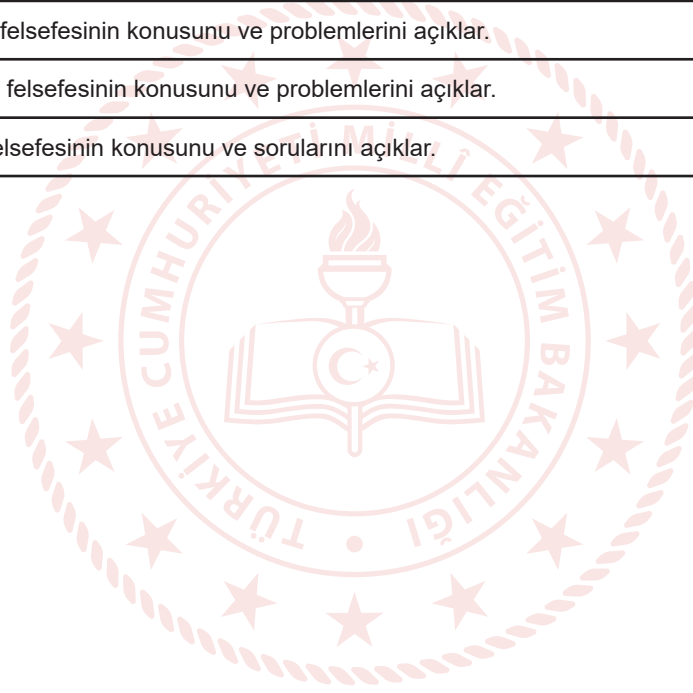 felsefesinin konusunu ve problemlerini açıklar.
felsefesinin konusunu ve problemlerini açıklar.
elsefesinin konusunu ve sorularını açıklar.
TÜRKİYE CUMHURİYETİ MİLLÎ EĞİTİM BAKANLIĞI